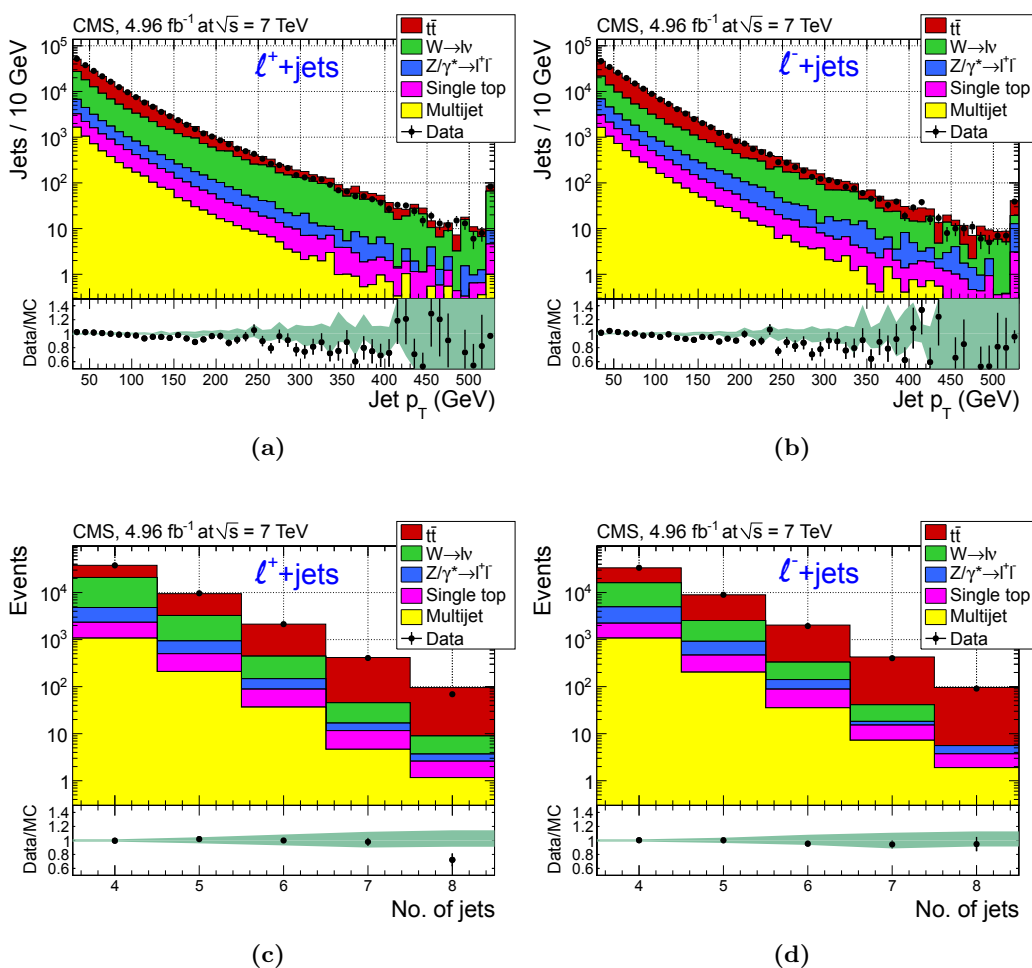 CMS, 4.96 fb⁻¹ at √s = 7 TeV
ℓ⁺+jets
tt̄
W→lν
Z/γ*→l⁺l⁻
Single top
Multijet
Data
Jets / 10 GeV
10⁵
10⁴
10³
10²
10
1
Data/MC
1.4
1.2
1.0
0.8
0.6
50 100 150 200 250 300 350 400 450 500
Jet p_T (GeV)
(a)
CMS, 4.96 fb⁻¹ at √s = 7 TeV
ℓ⁻+jets
tt̄
W→lν
Z/γ*→l⁺l⁻
Single top
Multijet
Data
Jets / 10 GeV
10⁵
10⁴
10³
10²
10
1
Data/MC
1.4
1.2
1.0
0.8
0.6
50 100 150 200 250 300 350 400 450 500
Jet p_T (GeV)
(b)
CMS, 4.96 fb⁻¹ at √s = 7 TeV
ℓ⁺+jets
tt̄
W→lν
Z/γ*→l⁺l⁻
Single top
Multijet
Data
Events
10⁴
10³
10²
10
1
Data/MC
1.4
1.2
1.0
0.8
0.6
4 5 6 7 8
No. of jets
(c)
CMS, 4.96 fb⁻¹ at √s = 7 TeV
ℓ⁻+jets
tt̄
W→lν
Z/γ*→l⁺l⁻
Single top
Multijet
Data
Events
10⁴
10³
10²
10
1
Data/MC
1.4
1.2
1.0
0.8
0.6
4 5 6 7 8
No. of jets
(d)